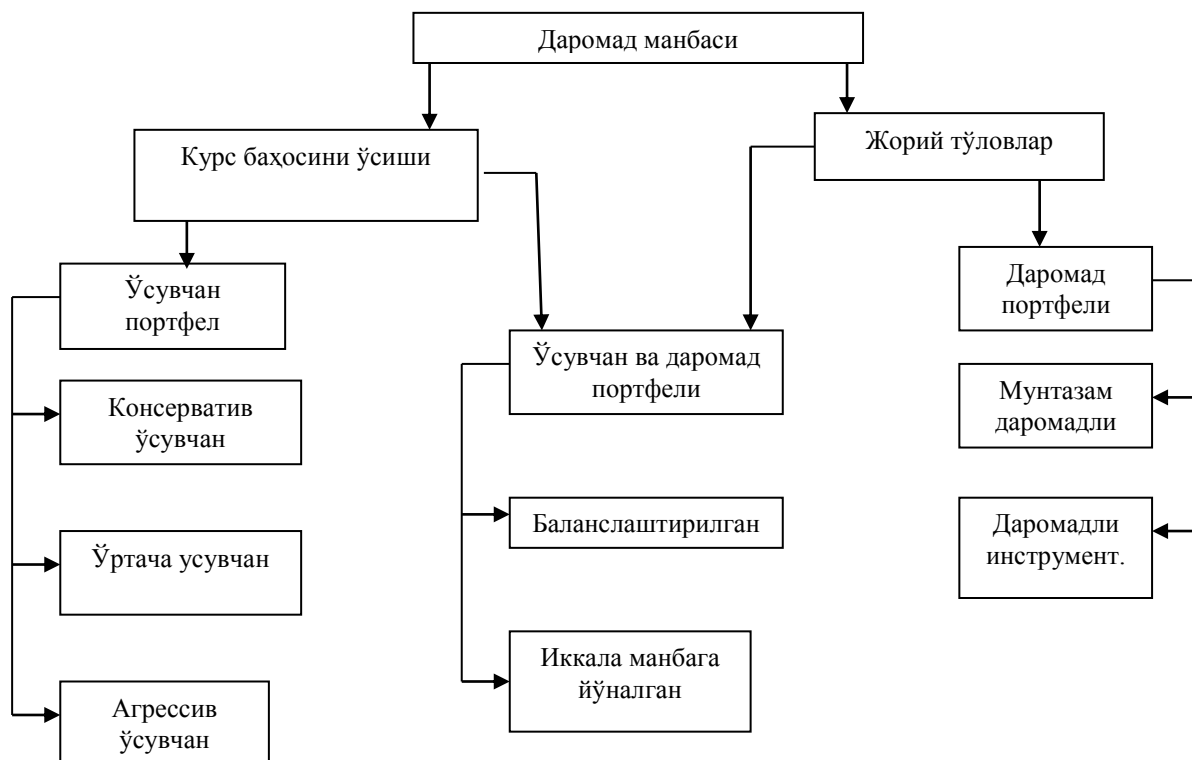 Даромад манбаси
Курс баҳосини ўсиши
Жорий тўловлар
Ўсувчан
портфел
Даромад
портфели
Ўсувчан ва даромад
портфели
Консерватив
ўсувчан
Мунтазам
даромадли
Баланслаштирилган
Даромадли
инструмент.
Ўртача усувчан
Иккала манбага
йўналган
Агрессив
ўсувчан